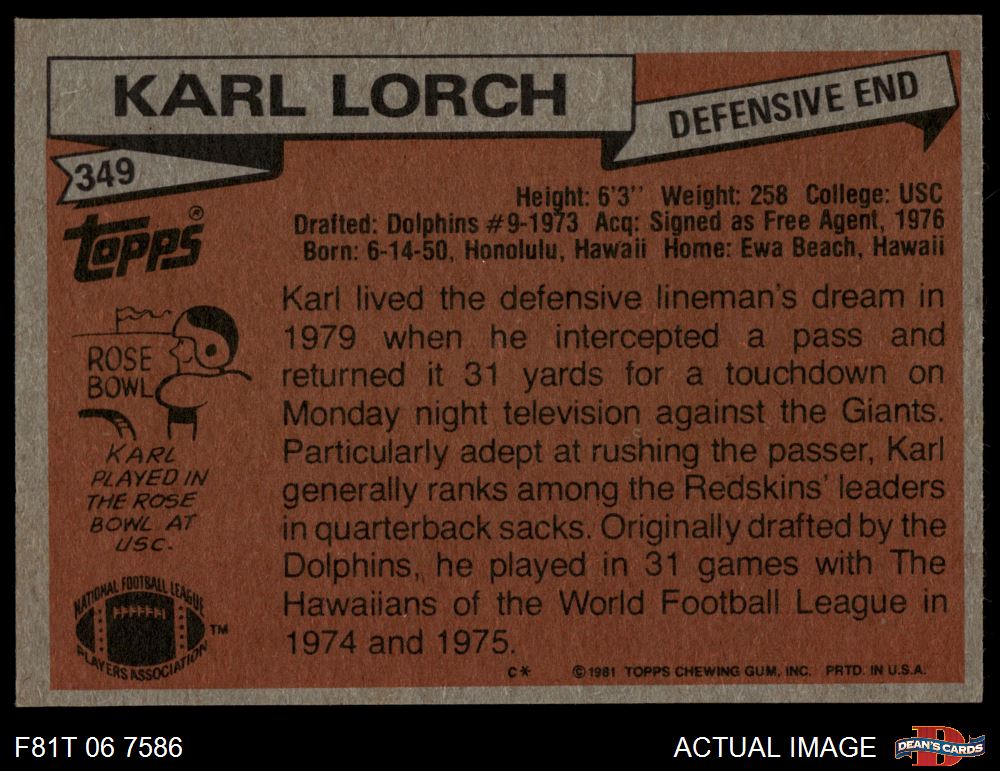 KARL LORCH
DEFENSIVE END
349
Topps®
Height: 6'3'' Weight: 258 College: USC
Drafted: Dolphins #9-1973 Acq: Signed as Free Agent, 1976
Born: 6-14-50, Honolulu, Hawaii Home: Ewa Beach, Hawaii
Karl lived the defensive lineman's dream in
1979 when he intercepted a pass and
returned it 31 yards for a touchdown on
Monday night television against the Giants.
Particularly adept at rushing the passer, Karl
generally ranks among the Redskins' leaders
in quarterback sacks. Originally drafted by the
Dolphins, he played in 31 games with The
Hawaiians of the World Football League in
1974 and 1975.
ROSE
BOWL
KARL
PLAYED IN
THE ROSE
BOWL AT
USC.
NATIONAL FOOTBALL LEAGUE
PLAYERS ASSOCIATION
TM
C* ©1981 TOPPS CHEWING GUM, INC. PRTD. IN U.S.A.
F81T 06 7586
ACTUAL IMAGE
D
DEAN'S CARDS